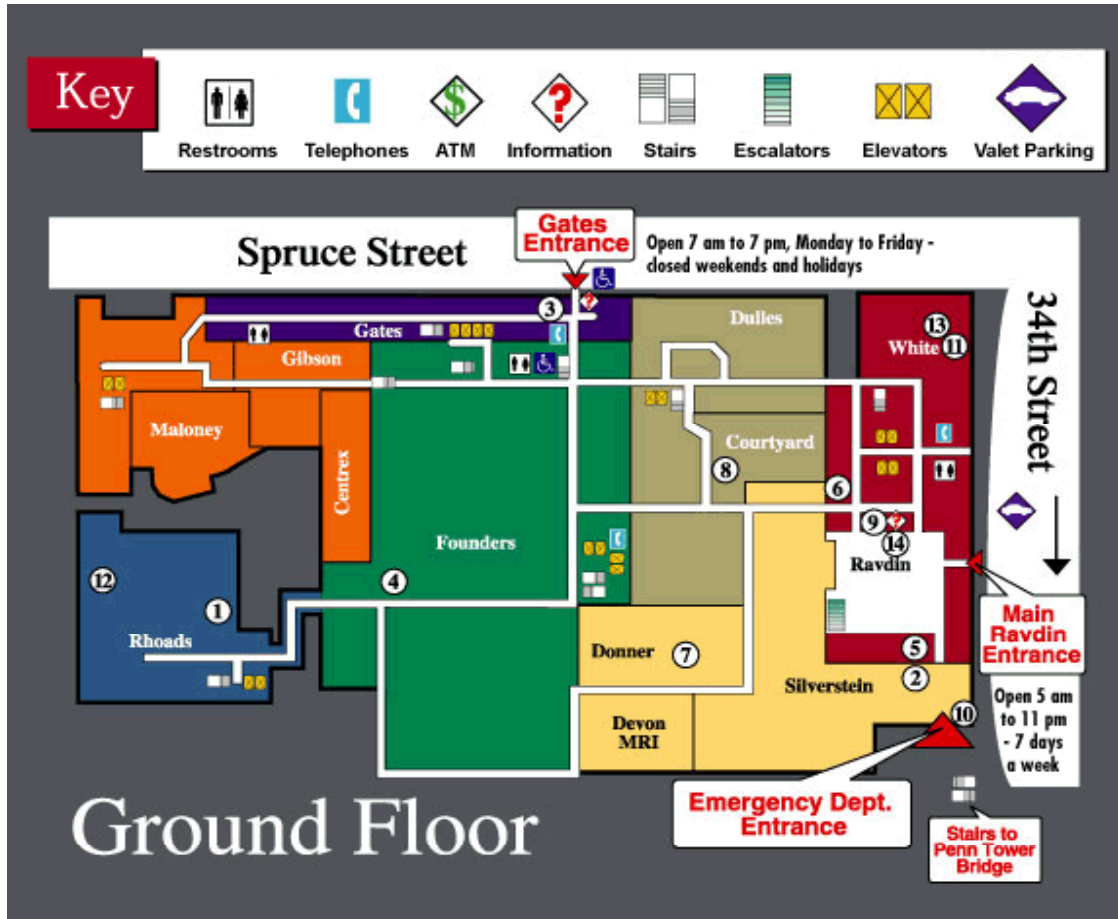 Key
Restrooms
Telephones
ATM
Information
Stairs
Escalators
Elevators
Valet Parking
Spruce Street
Gates
Entrance
Open 7 am to 7 pm, Monday to Friday -
closed weekends and holidays
34th Street
3
Gates
Dulles
13
White 11
Gibson
Maloney
Courtyard
Centrex
8
6
9
14
Founders
Ravdin
12
4
1
Rhoads
Main
Ravdin
Entrance
Donner
7
5
2
Silverstein
Open 5 am
to 11 pm
- 7 days
a week
10
Devon
MRI
Emergency Dept.
Entrance
Ground Floor
Stairs to
Penn Tower
Bridge